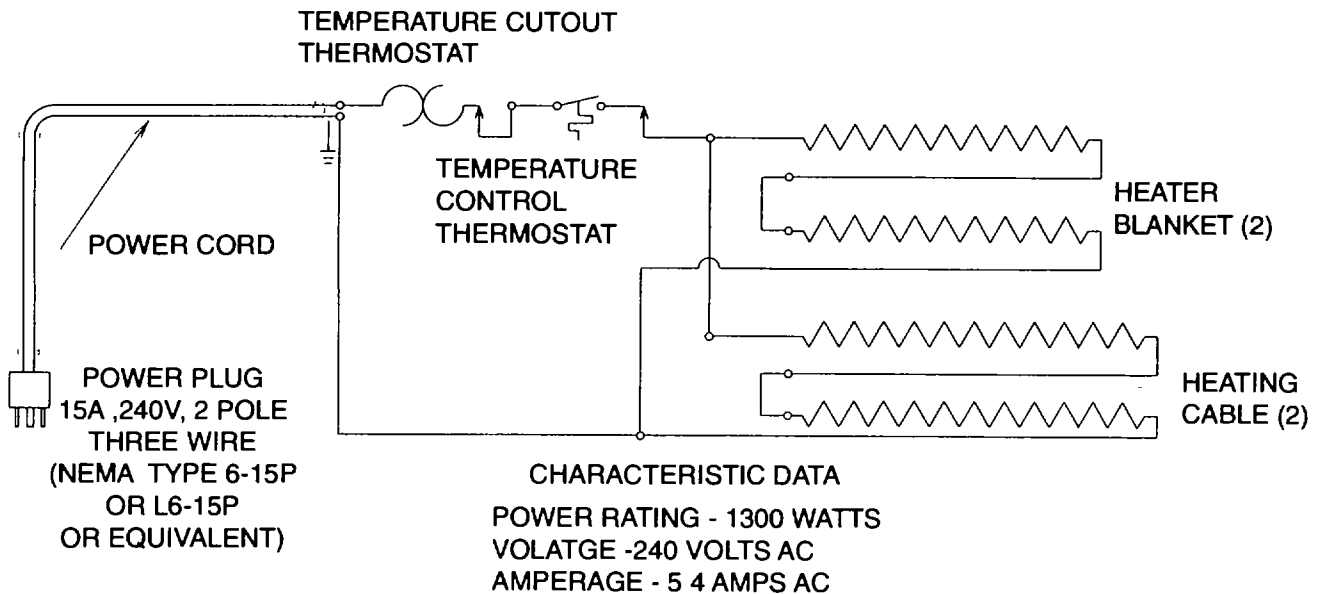 TEMPERATURE CUTOUT
THERMOSTAT
TEMPERATURE
CONTROL
THERMOSTAT
HEATER
BLANKET (2)
POWER CORD
POWER PLUG
15A ,240V, 2 POLE
THREE WIRE
(NEMA TYPE 6-15P
OR L6-15P
OR EQUIVALENT)
HEATING
CABLE (2)
CHARACTERISTIC DATA
POWER RATING - 1300 WATTS
VOLATGE -240 VOLTS AC
AMPERAGE - 5 4 AMPS AC